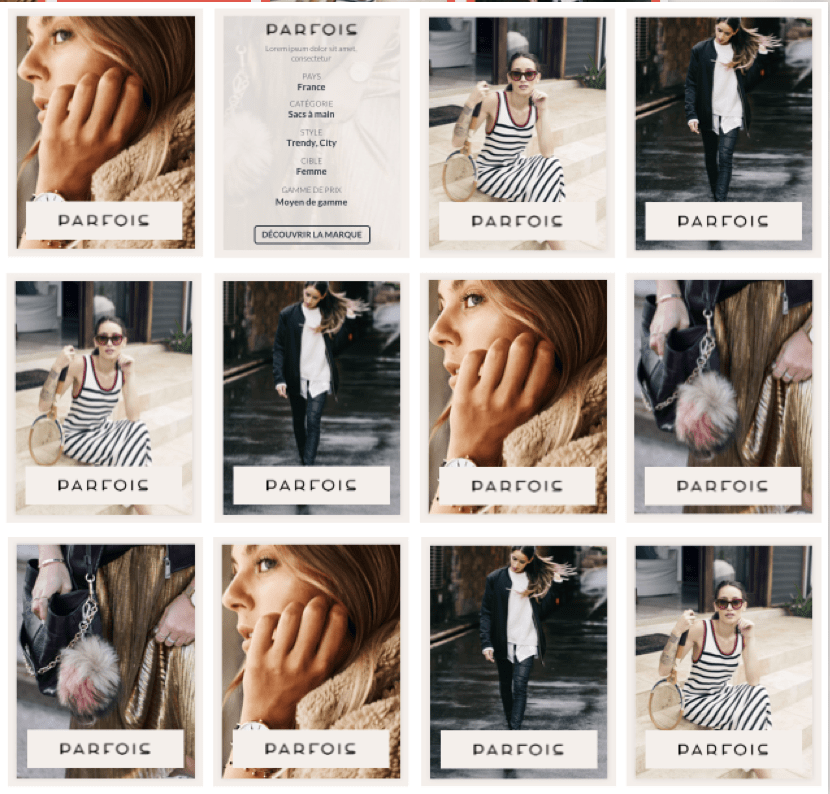 PARFOIS
PARFOIS
Lorem ipsum dolor sit amet,
consectetur
PAYS
France
CATÉGORIE
Sacs à main
STYLE
Trendy, City
CIBLE
Femme
GAMME DE PRIX
Moyen de gamme
DÉCOUVRIR LA MARQUE
PARFOIS
PARFOIS
PARFOIS
PARFOIS
PARFOIS
PARFOIS
PARFOIS
PARFOIS
PARFOIS
PARFOIS